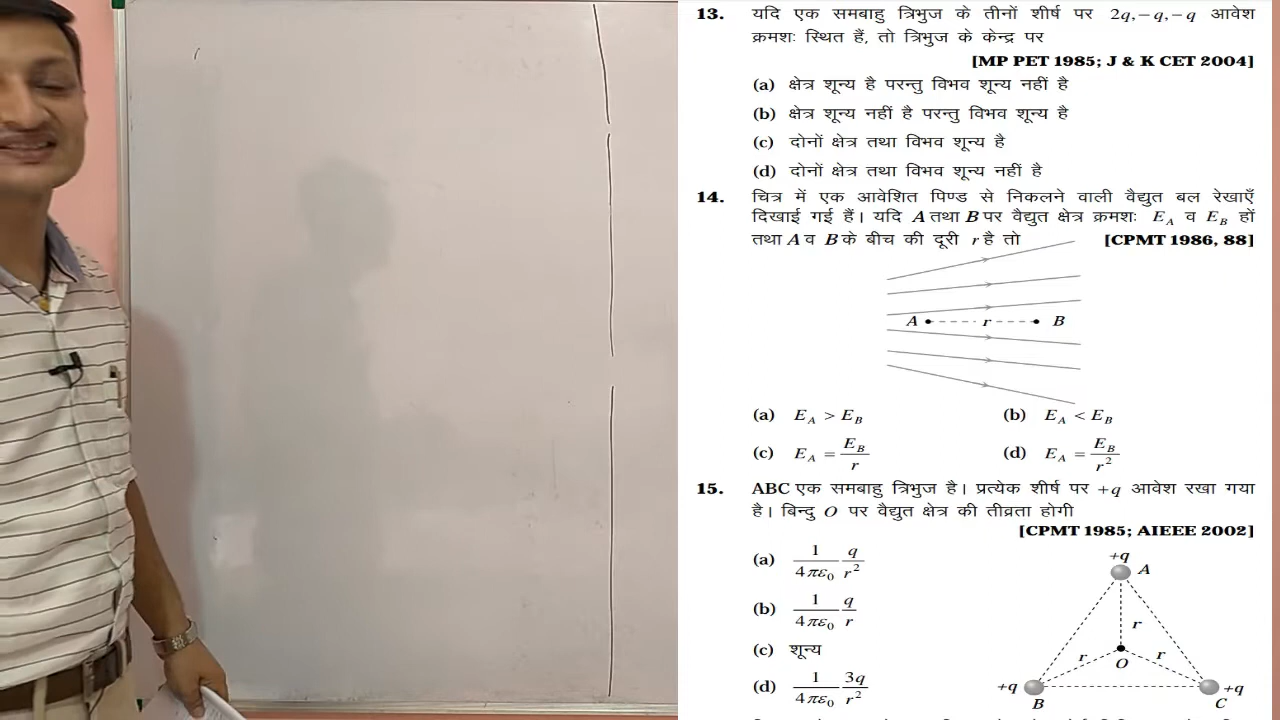 13. यदि एक समबाहु त्रिभुज के तीनों शीर्ष पर 2q,–q,–q आवेश
क्रमशः स्थित हैं, तो त्रिभुज के केन्द्र पर
[MP PET 1985; J & K CET 2004]
(a) क्षेत्र शून्य है परन्तु विभव शून्य नहीं है
(b) क्षेत्र शून्य नहीं है परन्तु विभव शून्य है
(c) दोनों क्षेत्र तथा विभव शून्य है
(d) दोनों क्षेत्र तथा विभव शून्य नहीं है
14. चित्र में एक आवेशित पिण्ड से निकलने वाली वैद्युत बल रेखाएँ
दिखाई गई हैं। यदि A तथा B पर वैद्युत क्षेत्र क्रमशः E_A व E_B हों
तथा A व B के बीच की दूरी r है तो [CPMT 1986, 88]
A r B
(a) E_A > E_B (b) E_A < E_B
(c) E_A = E_B/r (d) E_A = E_B/r²
15. ABC एक समबाहु त्रिभुज है। प्रत्येक शीर्ष पर +q आवेश रखा गया
है। बिन्दु O पर वैद्युत क्षेत्र की तीव्रता होगी
[CPMT 1985; AIEEE 2002]
(a) 1/4πε₀ q/r²
(b) 1/4πε₀ q/r
(c) शून्य
(d) 1/4πε₀ 3q/r²
+q
A
r
r r
O
+q +q
B C